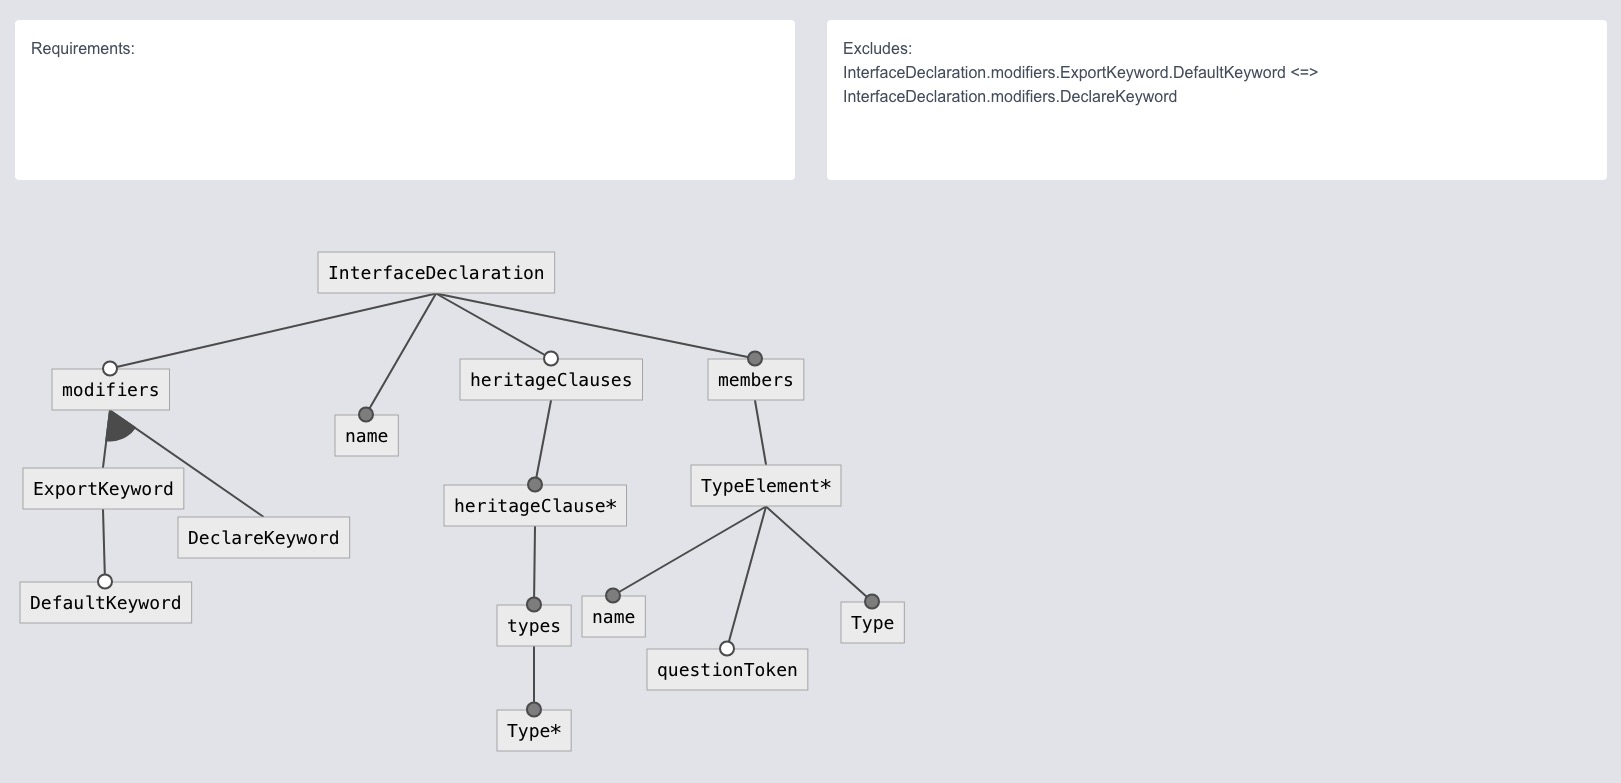 Requirements:
Excludes:
InterfaceDeclaration.modifiers.ExportKeyword.DefaultKeyword <=>
InterfaceDeclaration.modifiers.DeclareKeyword
InterfaceDeclaration
modifiers
name
heritageClauses
members
ExportKeyword
DeclareKeyword
DefaultKeyword
heritageClause*
types
Type*
TypeElement*
name
questionToken
Type